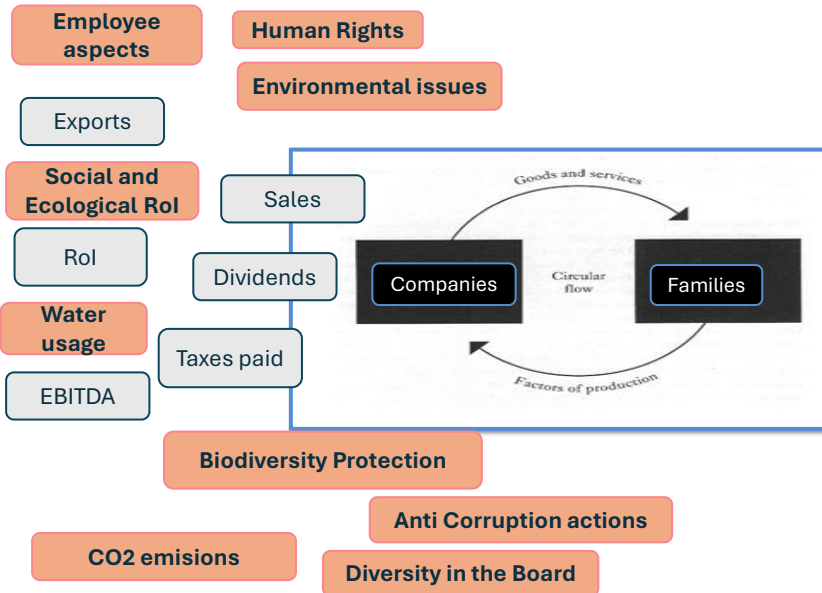 Employee
aspects
Human Rights
Environmental issues
Exports
Social and
Ecological RoI
Sales
Goods and services
RoI
Dividends
Companies
Circular
flow
Families
Water
usage
Taxes paid
EBITDA
Factors of production
Biodiversity Protection
Anti Corruption actions
CO2 emisions
Diversity in the Board